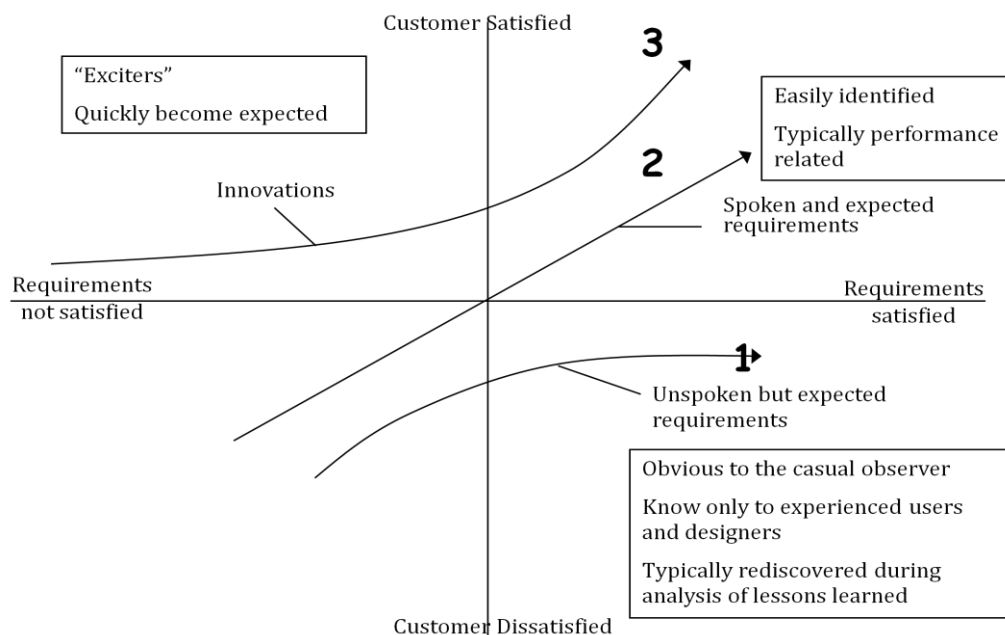 Customer Satisfied
3
“Exciters”
Quickly become expected
Easily identified
Typically performance
related
2
Innovations
Spoken and expected
requirements
Requirements
not satisfied
Requirements
satisfied
1
Unspoken but expected
requirements
Obvious to the casual observer
Know only to experienced users
and designers
Typically rediscovered during
analysis of lessons learned
Customer Dissatisfied